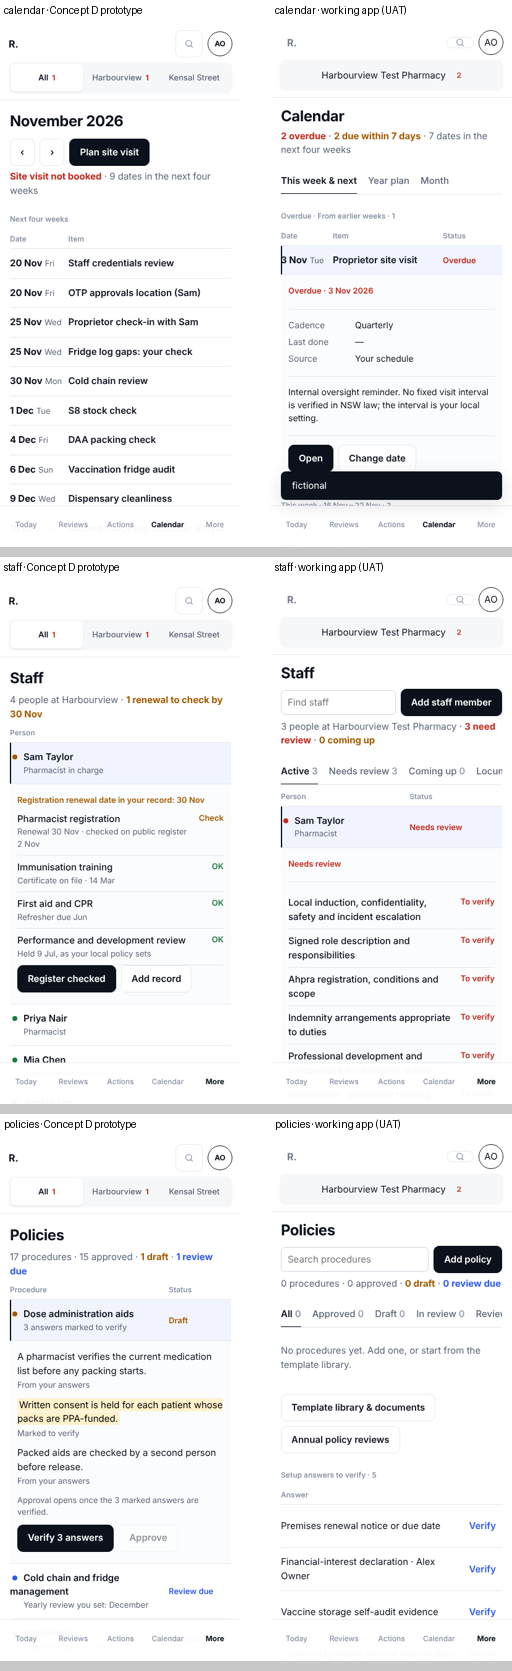 calendar·Concept D prototype
R.
AO
All 1
Harbourview 1
Kensal Street
November 2026
‹
›
Plan site visit
Site visit not booked · 9 dates in the next four
weeks
Next four weeks
Date Item
20 Nov Fri Staff credentials review
20 Nov Fri OTP approvals location (Sam)
25 Nov Wed Proprietor check-in with Sam
25 Nov Wed Fridge log gaps: your check
30 Nov Mon Cold chain review
1 Dec Tue S8 stock check
4 Dec Fri DAA packing check
6 Dec Sun Vaccination fridge audit
9 Dec Wed Dispensary cleanliness
Today Reviews Actions Calendar More
calendar·working app (UAT)
R.
AO
Harbourview Test Pharmacy 2
Calendar
2 overdue · 2 due within 7 days · 7 dates in the
next four weeks
This week & next Year plan Month
Overdue · From earlier weeks · 1
Date Item Status
3 Nov Tue Proprietor site visit Overdue
Overdue · 3 Nov 2026
Cadence Quarterly
Last done —
Source Your schedule
Internal oversight reminder. No fixed visit interval
is verified in NSW law; the interval is your local
setting.
Open
Change date
fictional
This week · 16 Nov – 22 Nov · 2
Today Reviews Actions Calendar More
staff·Concept D prototype
R.
AO
All 1
Harbourview 1
Kensal Street
Staff
4 people at Harbourview · 1 renewal to check by
30 Nov
Person
Sam Taylor
Pharmacist in charge
Registration renewal date in your record: 30 Nov
Pharmacist registration Check
Renewal 30 Nov · checked on public register
2 Nov
Immunisation training OK
Certificate on file · 14 Mar
First aid and CPR OK
Refresher due Jun
Performance and development review OK
Held 9 Jul, as your local policy sets
Register checked
Add record
Priya Nair
Pharmacist
Mia Chen
Today Reviews Actions Calendar More
staff·working app (UAT)
R.
AO
Harbourview Test Pharmacy 2
Staff
Find staff
Add staff member
3 people at Harbourview Test Pharmacy · 3 need
review · 0 coming up
Active 3 Needs review 3 Coming up 0 Locum
Person Status
Sam Taylor
Pharmacist
Needs review
Needs review
Local induction, confidentiality,
safety and incident escalation
To verify
Signed role description and
responsibilities
To verify
Ahpra registration, conditions and
scope
To verify
Indemnity arrangements appropriate
to duties
To verify
Professional development and
To verify
Today Reviews Actions Calendar More
policies·Concept D prototype
R.
AO
All 1
Harbourview 1
Kensal Street
Policies
17 procedures · 15 approved · 1 draft · 1 review
due
Procedure Status
Dose administration aids
3 answers marked to verify
Draft
A pharmacist verifies the current medication
list before any packing starts.
From your answers
Written consent is held for each patient whose
packs are PPA-funded.
Marked to verify
Packed aids are checked by a second person
before release.
From your answers
Approval opens once the 3 marked answers are
verified.
Verify 3 answers
Approve
Cold chain and fridge
management
Review due
Yearly review you set: December
Today Reviews Actions Calendar More
policies·working app (UAT)
R.
AO
Harbourview Test Pharmacy 2
Policies
Search procedures
Add policy
0 procedures · 0 approved · 0 draft · 0 review due
All 0 Approved 0 Draft 0 In review 0 Review
No procedures yet. Add one, or start from the
template library.
Template library & documents
Annual policy reviews
Setup answers to verify · 5
Answer
Premises renewal notice or due date Verify
Financial-interest declaration · Alex
Owner
Verify
Vaccine storage self-audit evidence Verify
Today Reviews Actions Calendar More